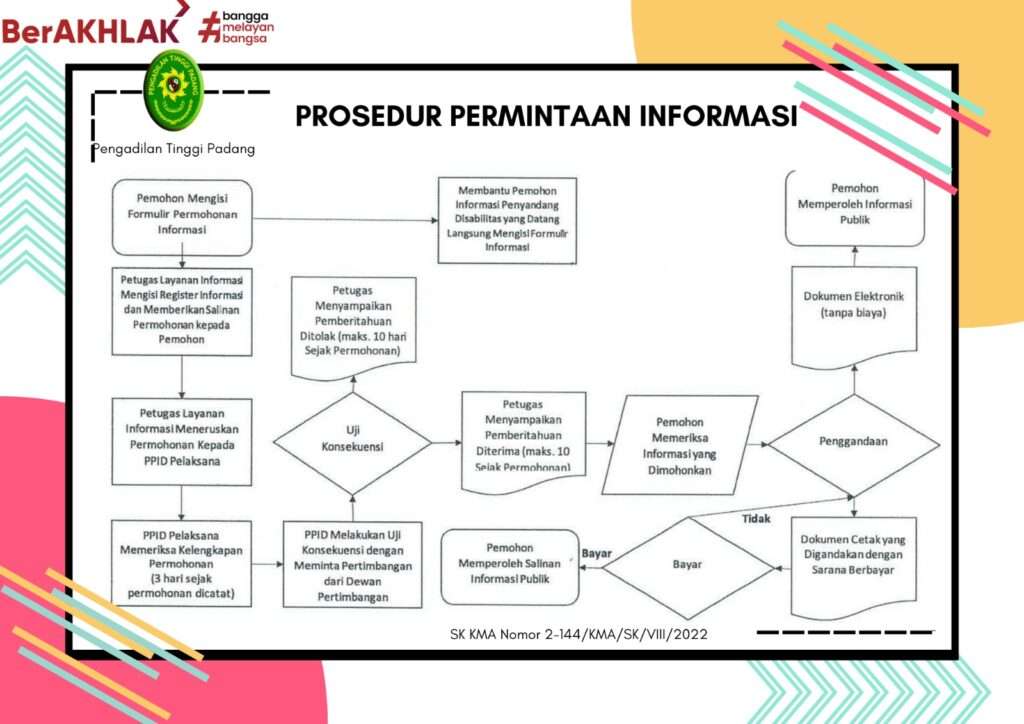 BerAKHLAK
#bangga
melayani
bangsa
PENGADILAN TINGGI PADANG
Pengadilan Tinggi Padang
PROSEDUR PERMINTAAN INFORMASI
Pemohon Mengisi
Formulir Permohonan
Informasi
Membantu Pemohon
Informasi Penyandang
Disabilitas yang Datang
Langsung Mengisi Formulir
Informasi
Pemohon
Memperoleh Informasi
Publik
Petugas Layanan Informasi
Mengisi Register Informasi
dan Memberikan Salinan
Permohonan kepada
Pemohon
Petugas
Menyampaikan
Pemberitahuan
Ditolak (maks. 10 hari
Sejak Permohonan)
Dokumen Elektronik
(tanpa biaya)
Petugas Layanan
Informasi Meneruskan
Permohonan Kepada
PPID Pelaksana
Uji
Konsekuensi
Petugas
Menyampaikan
Pemberitahuan
Diterima (maks. 10
Sejak Permohonan)
Pemohon
Memeriksa
Informasi yang
Dimohonkan
Penggandaan
PPID Pelaksana
Memeriksa Kelengkapan
Permohonan
(3 hari sejak
permohonan dicatat)
PPID Melakukan Uji
Konsekuensi dengan
Meminta Pertimbangan
dari Dewan
Pertimbangan
Pemohon
Memperoleh Salinan
Informasi Publik
Bayar
Bayar
Tidak
Dokumen Cetak yang
Digandakan dengan
Sarana Berbayar
SK KMA Nomor 2-144/KMA/SK/VIII/2022